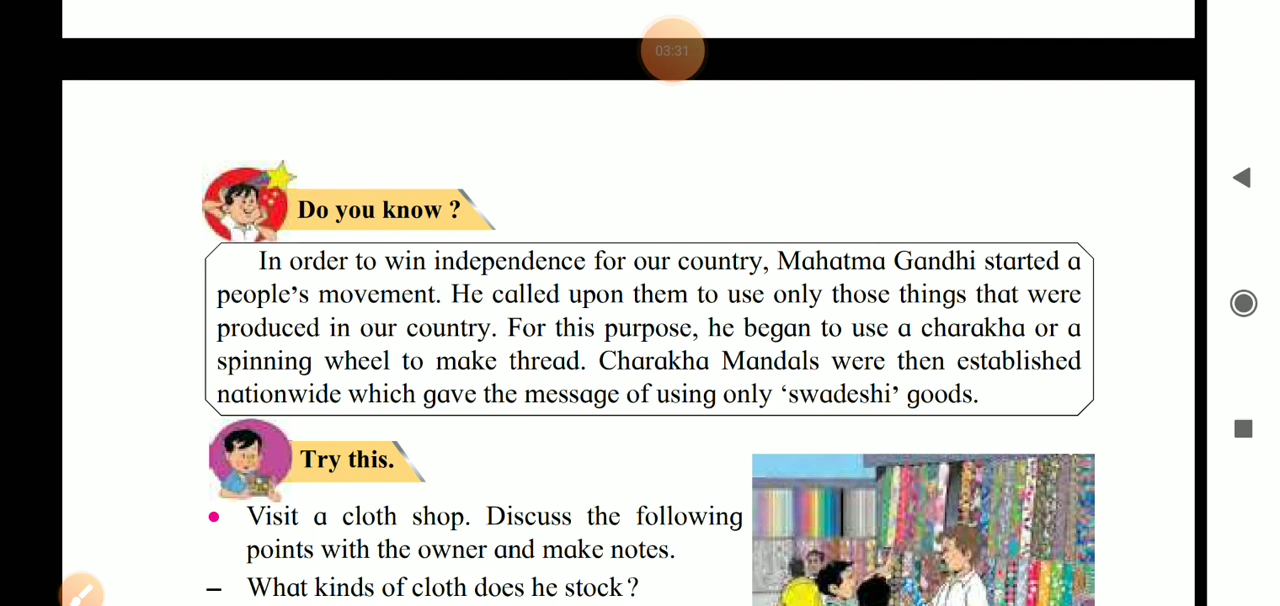 03:31
Do you know ?
In order to win independence for our country, Mahatma Gandhi started a
people's movement. He called upon them to use only those things that were
produced in our country. For this purpose, he began to use a charakha or a
spinning wheel to make thread. Charakha Mandals were then established
nationwide which gave the message of using only ‘swadeshi’ goods.
Try this.
• Visit a cloth shop. Discuss the following
points with the owner and make notes.
– What kinds of cloth does he stock ?